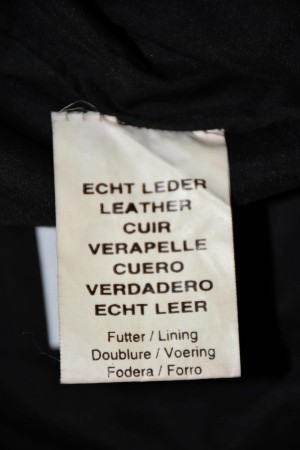 ECHT LEDER
LEATHER
CUIR
VERAPELLE
CUERO
VERDADERO
ECHT LEER
Futter / Lining
Doublure / Voering
Fodera / Forro